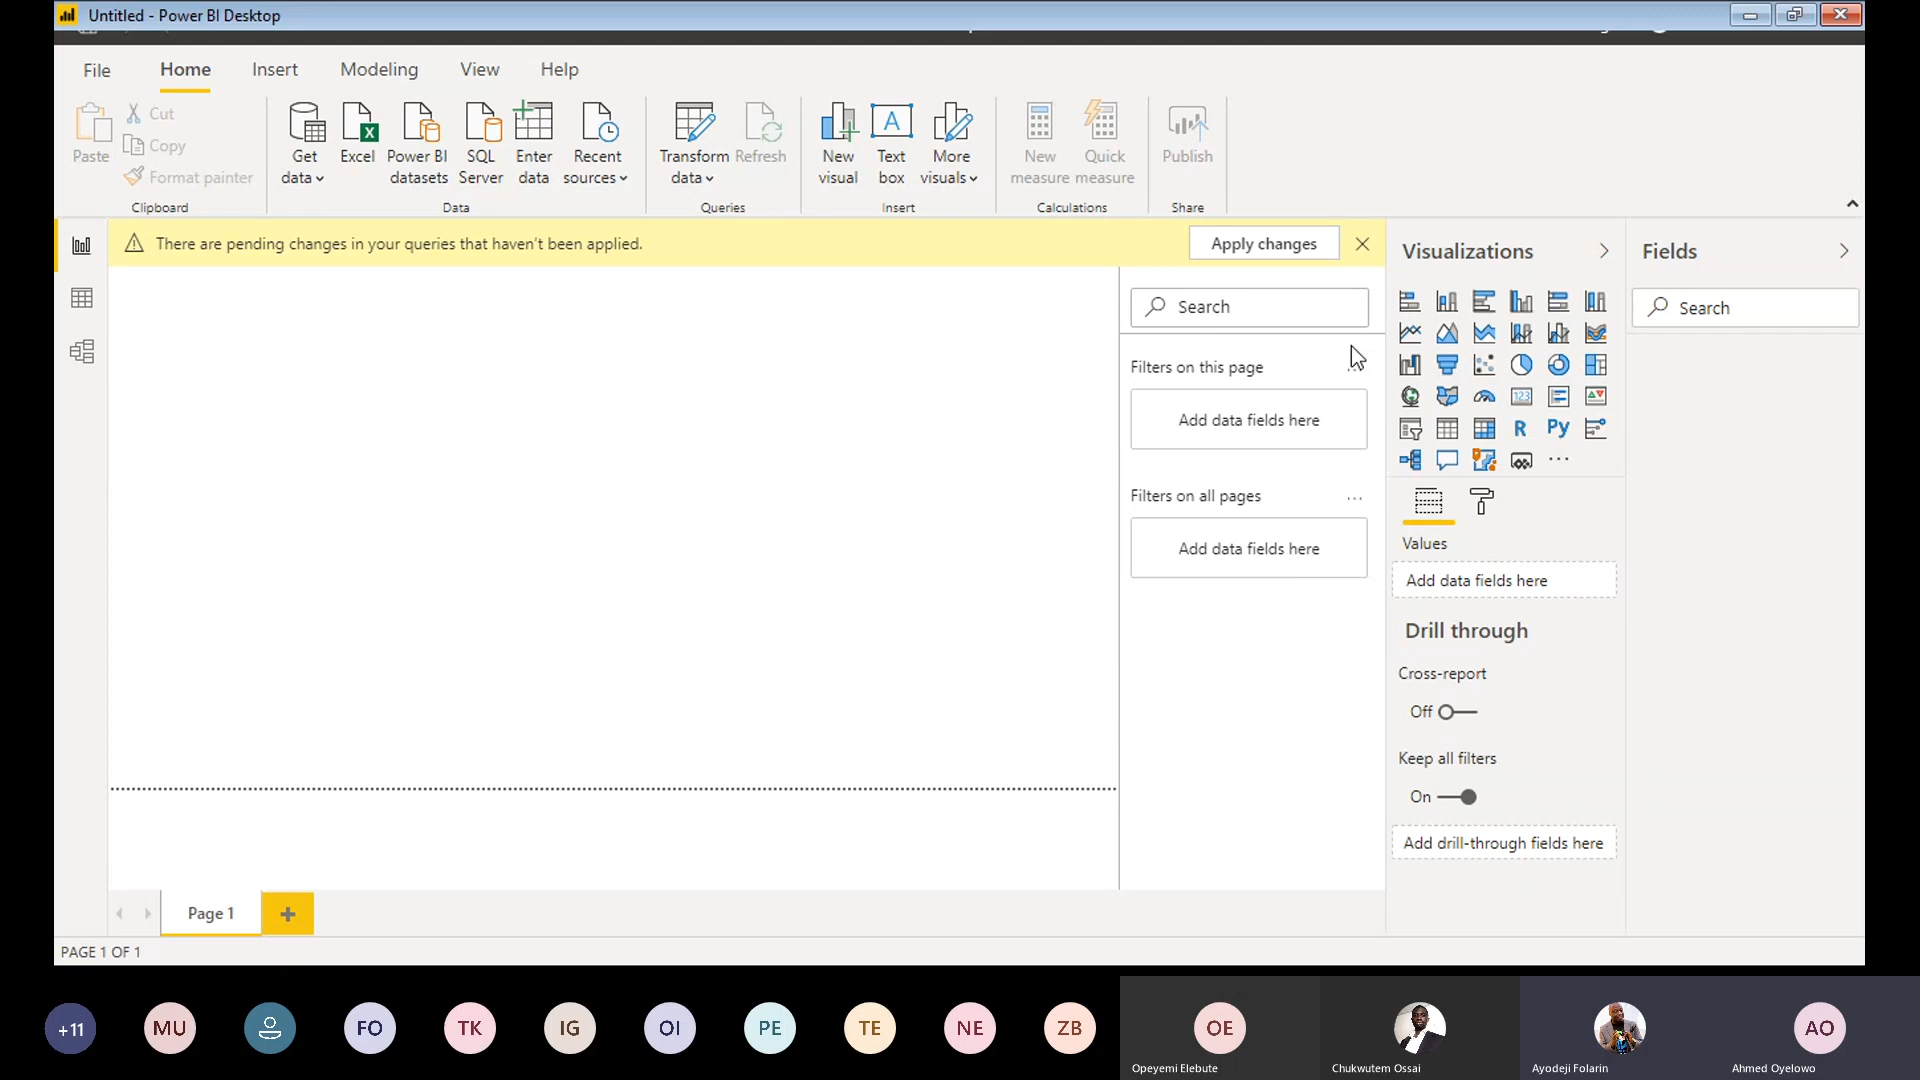 Untitled - Power BI Desktop
File Home Insert Modeling View Help
Paste
Cut
Copy
Format painter
Clipboard
Get data
Excel
Power BI datasets
SQL Server
Enter data
Recent sources
Data
Transform data
Refresh
Queries
New visual
Text box
More visuals
Insert
New measure
Quick measure
Calculations
Publish
Share
There are pending changes in your queries that haven't been applied.
Apply changes
Search
Filters on this page
Add data fields here
Filters on all pages
Add data fields here
Visualizations
123
R
Py
Values
Add data fields here
Drill through
Cross-report
Off
Keep all filters
On
Add drill-through fields here
Fields
Search
Page 1
PAGE 1 OF 1
+11 MU FO TK IG OI PE TE NE ZB OE AO
Opeyemi Elebute
Chukwutem Ossai
Ayodeji Folarin
Ahmed Oyelowo